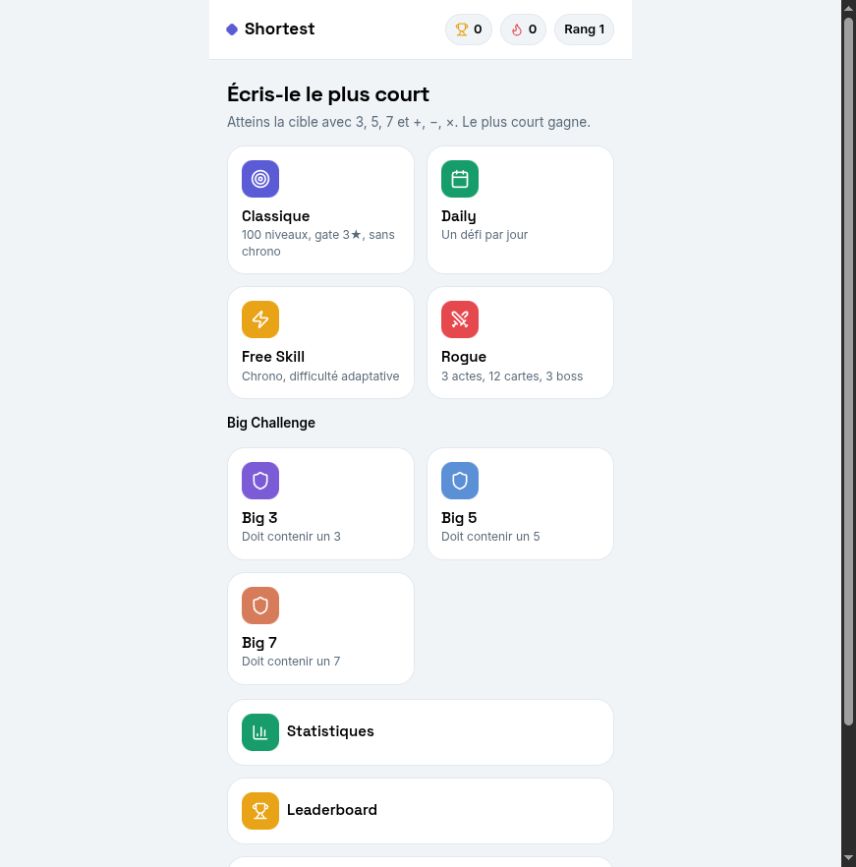 Shortest
0
0
Rang 1
Écris-le le plus court
Atteins la cible avec 3, 5, 7 et +, −, ×. Le plus court gagne.
Classique
100 niveaux, gate 3★, sans
chrono
Daily
Un défi par jour
Free Skill
Chrono, difficulté adaptative
Rogue
3 actes, 12 cartes, 3 boss
Big Challenge
Big 3
Doit contenir un 3
Big 5
Doit contenir un 5
Big 7
Doit contenir un 7
Statistiques
Leaderboard